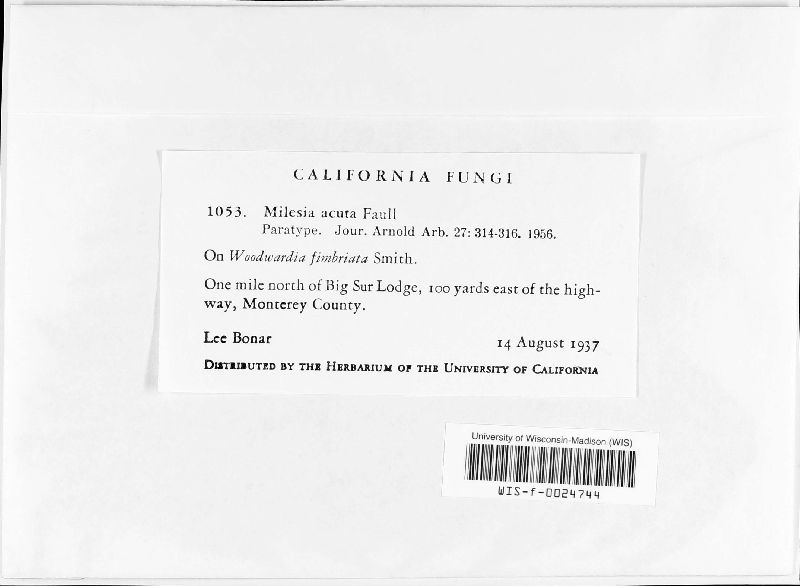 CALIFORNIA FUNGI
1053. Milesia acuta Faull
Paratype. Jour. Arnold Arb. 27: 314-316. 1956.
On Woodwardia fimbriata Smith.
One mile north of Big Sur Lodge, 100 yards east of the high-
way, Monterey County.
Lee Bonar 14 August 1937
DISTRIBUTED BY THE HERBARIUM OF THE UNIVERSITY OF CALIFORNIA
University of Wisconsin-Madison (WIS)
WIS-f-0024744